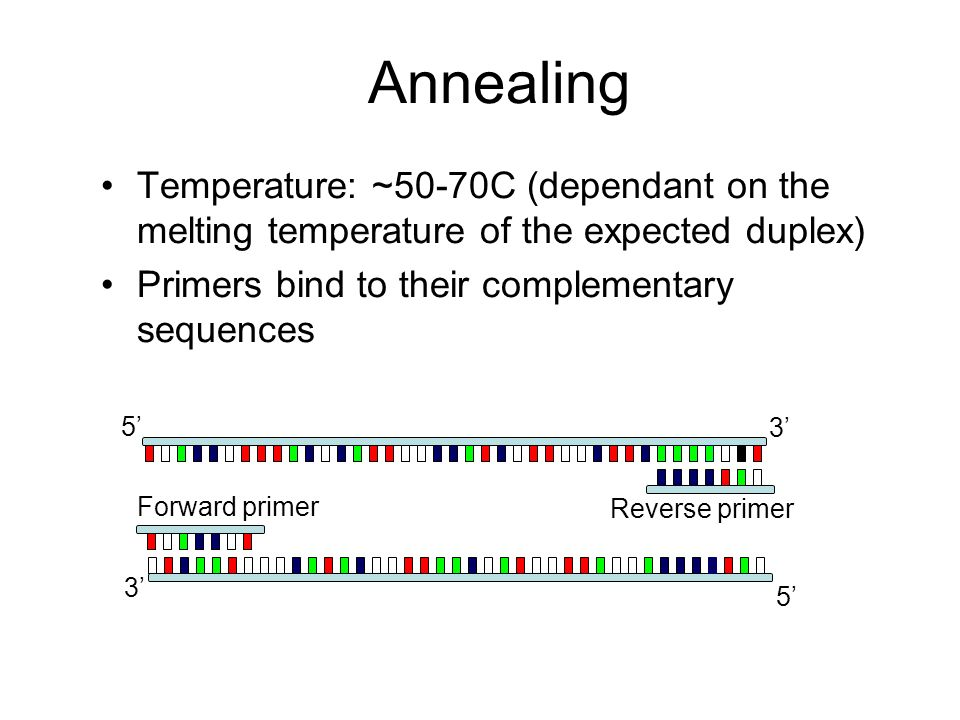 Annealing
• Temperature: ~50-70C (dependant on the
melting temperature of the expected duplex)
• Primers bind to their complementary
sequences
5’ 3’
Forward primer Reverse primer
3’ 5’